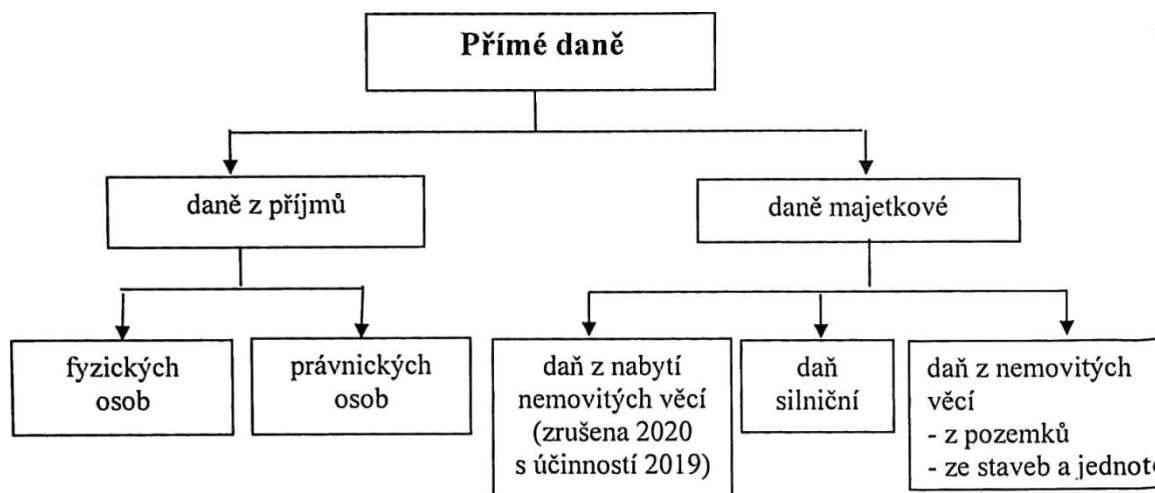 Přímé daně
daně z příjmů
daně majetkové
fyzických
osob
právnických
osob
daň z nabytí
nemovitých věcí
(zrušena 2020
s účinností 2019)
daň
silniční
daň z nemovitých
věcí
- z pozemků
- ze staveb a jednote